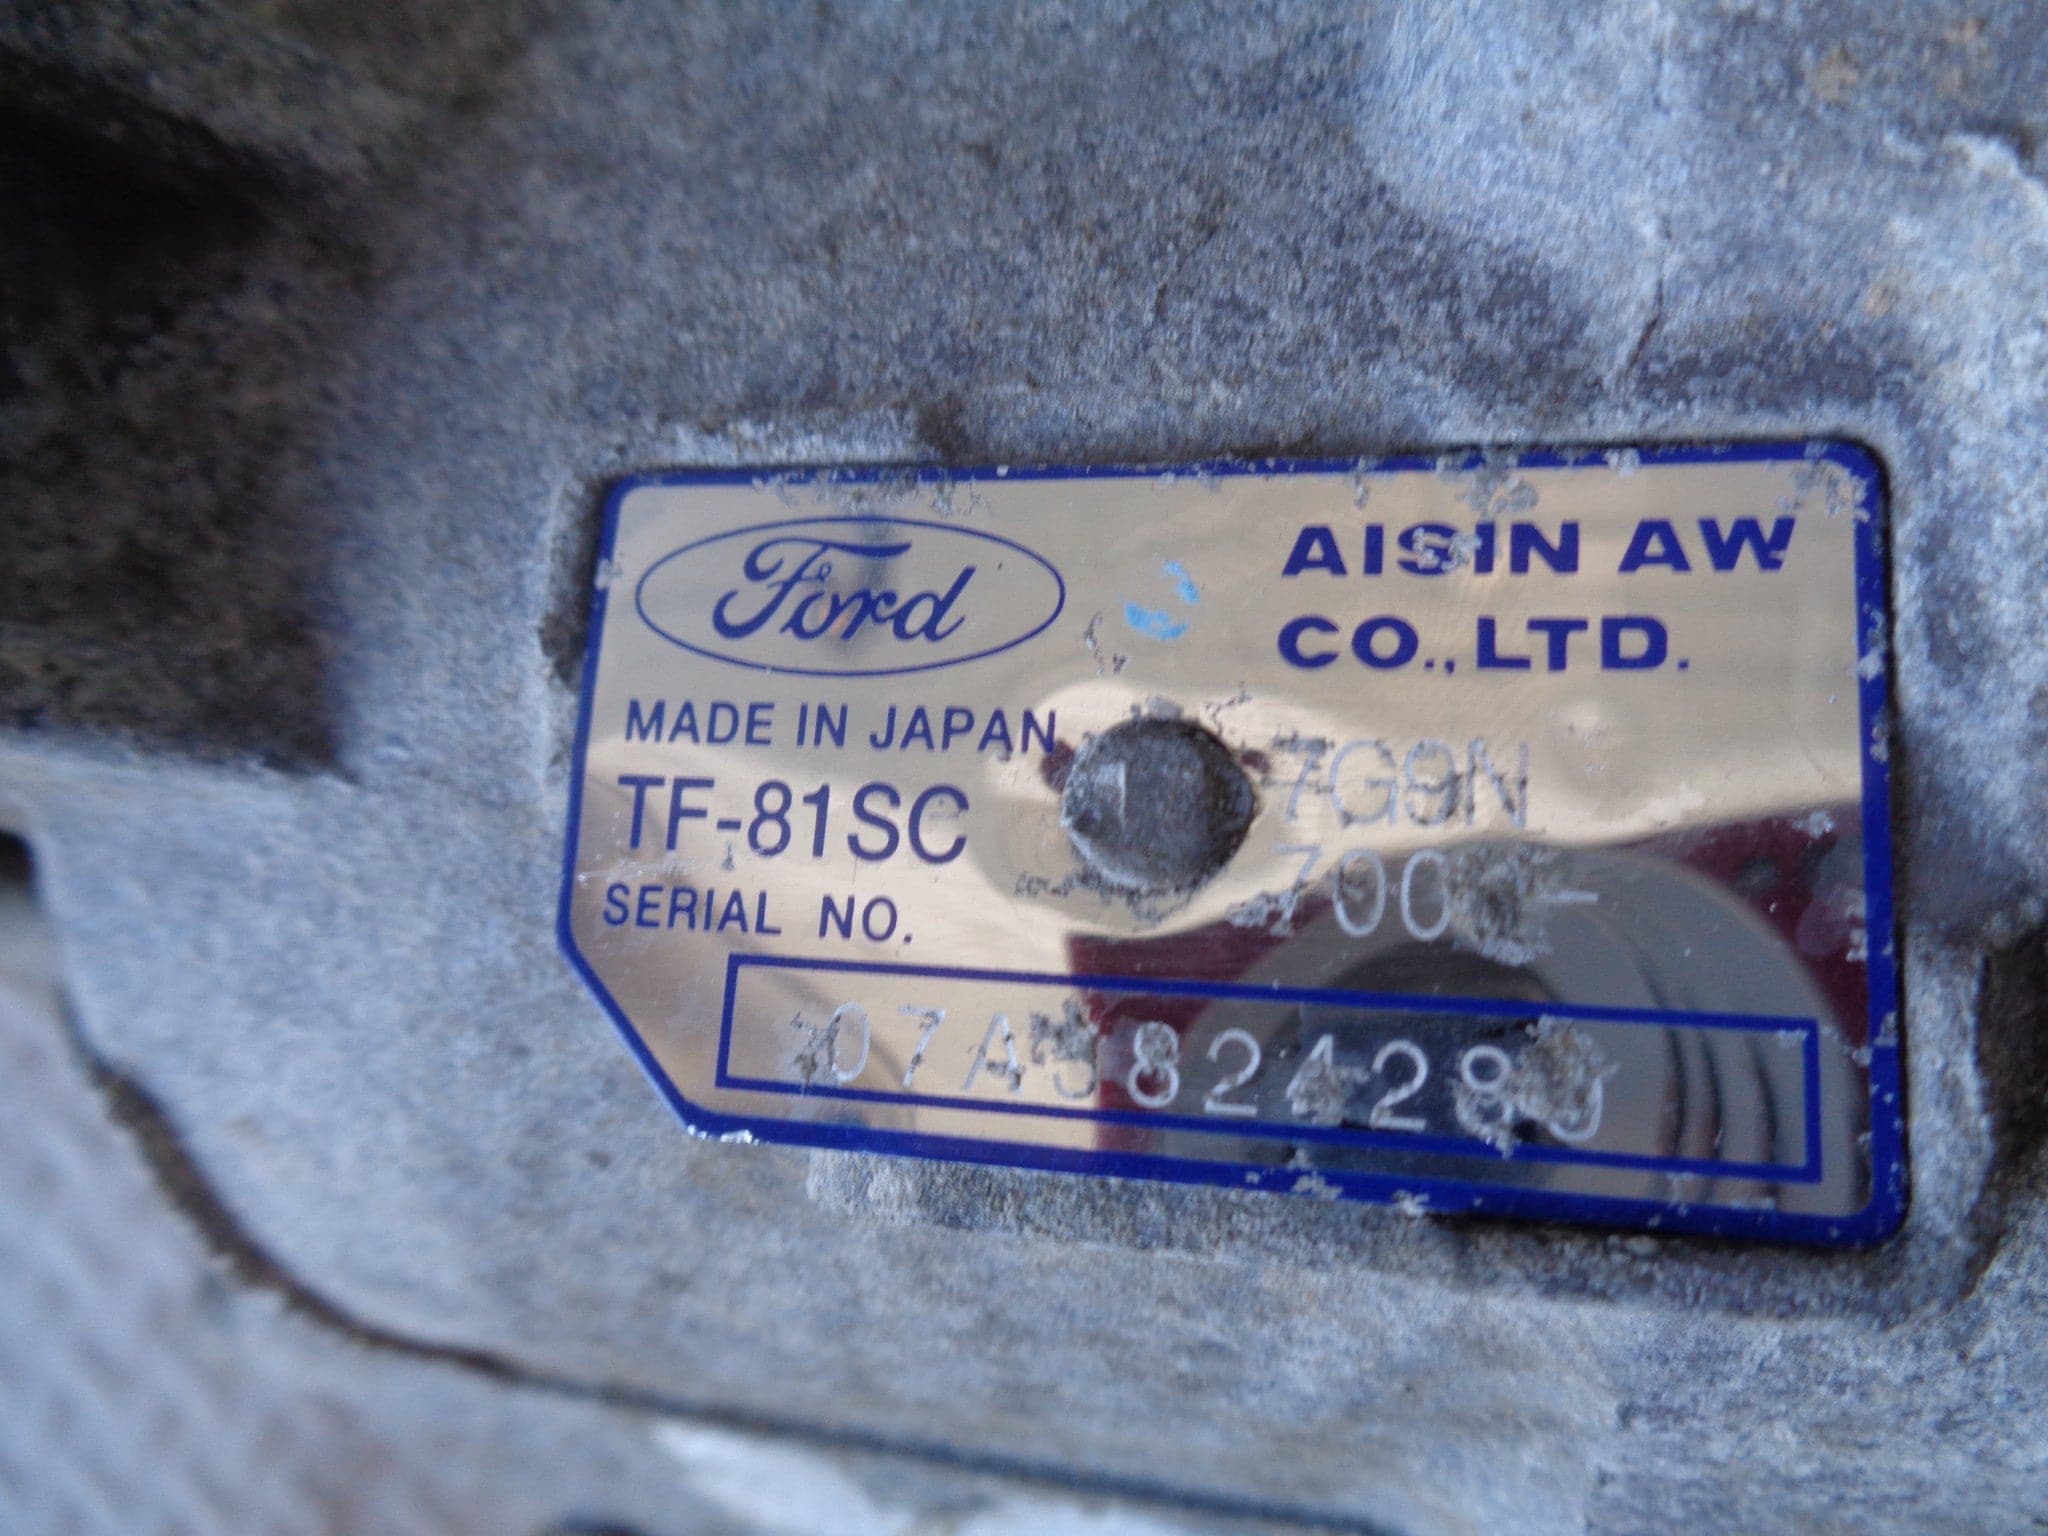 Ford
AISIN AW
CO.,LTD.
MADE IN JAPAN
TF-81SC
7G9N
SERIAL NO.